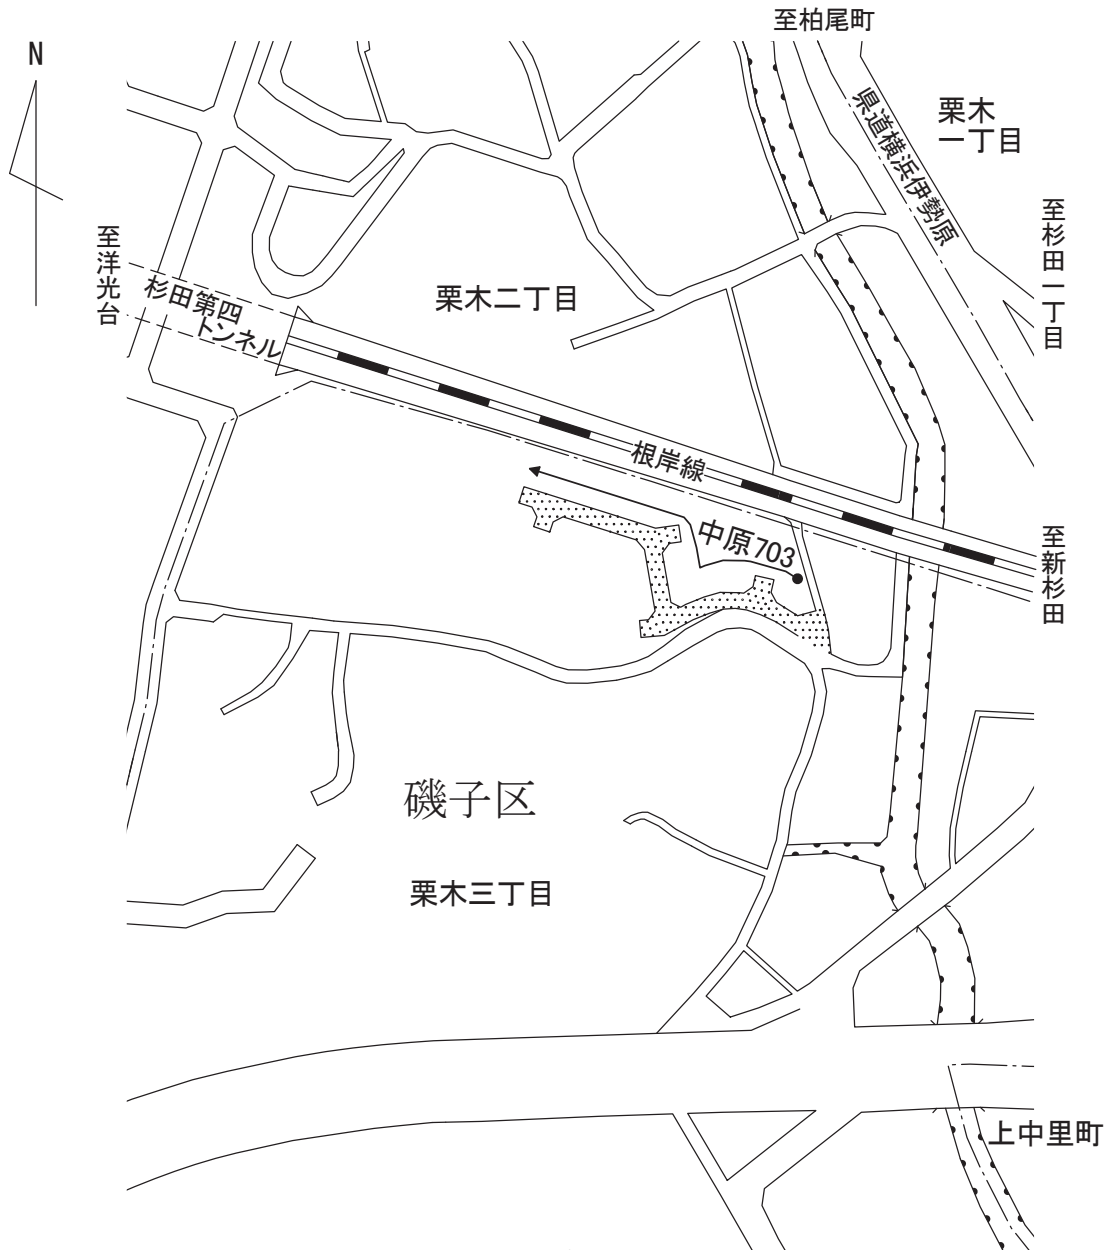 至柏尾町
N
栗木
一丁目
県道横浜伊勢原
至杉田一丁目
至洋光台
杉田第四
トンネル
栗木二丁目
根岸線
中原703
至新杉田
磯子区
栗木三丁目
上中里町